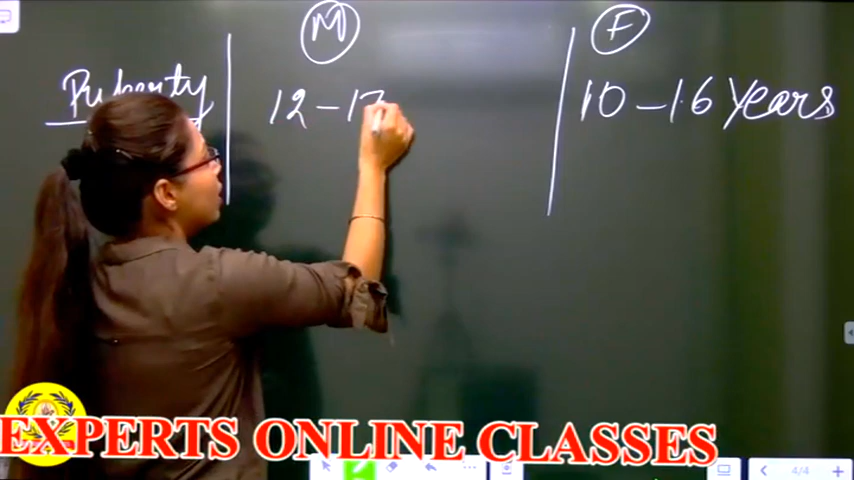 M F
Puberty 12-17 10-16 Years
EXPERTS ONLINE CLASSES
4/4